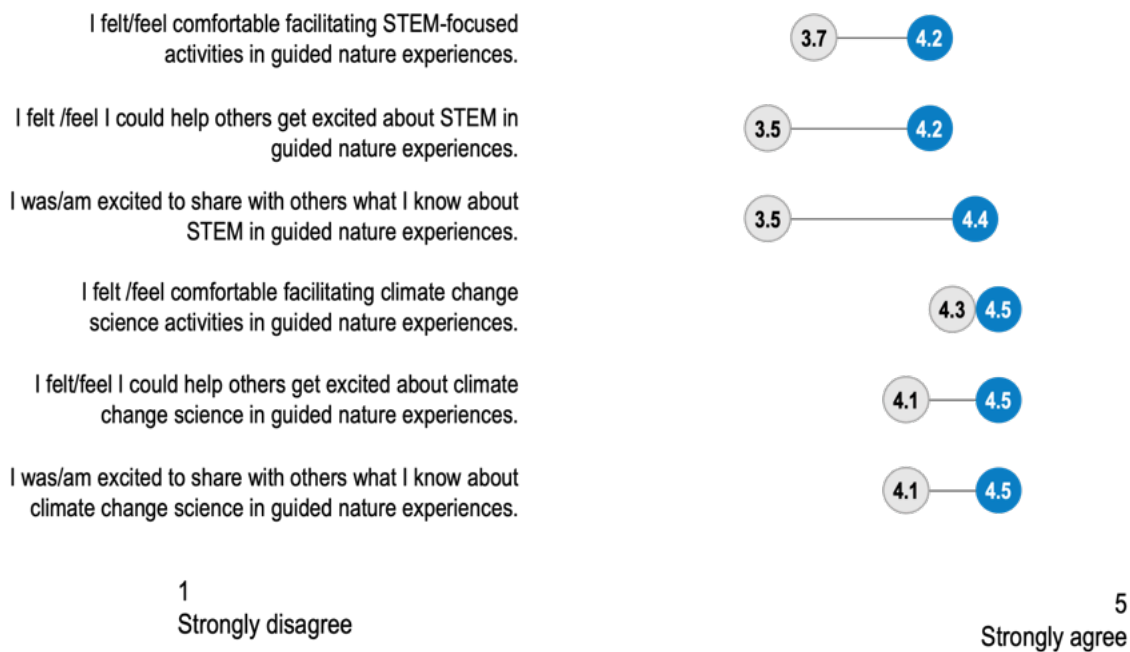 I felt/feel comfortable facilitating STEM-focused
activities in guided nature experiences.
3.7 4.2
I felt /feel I could help others get excited about STEM in
guided nature experiences.
3.5 4.2
I was/am excited to share with others what I know about
STEM in guided nature experiences.
3.5 4.4
I felt /feel comfortable facilitating climate change
science activities in guided nature experiences.
4.3 4.5
I felt/feel I could help others get excited about climate
change science in guided nature experiences.
4.1 4.5
I was/am excited to share with others what I know about
climate change science in guided nature experiences.
4.1 4.5
1
Strongly disagree
5
Strongly agree